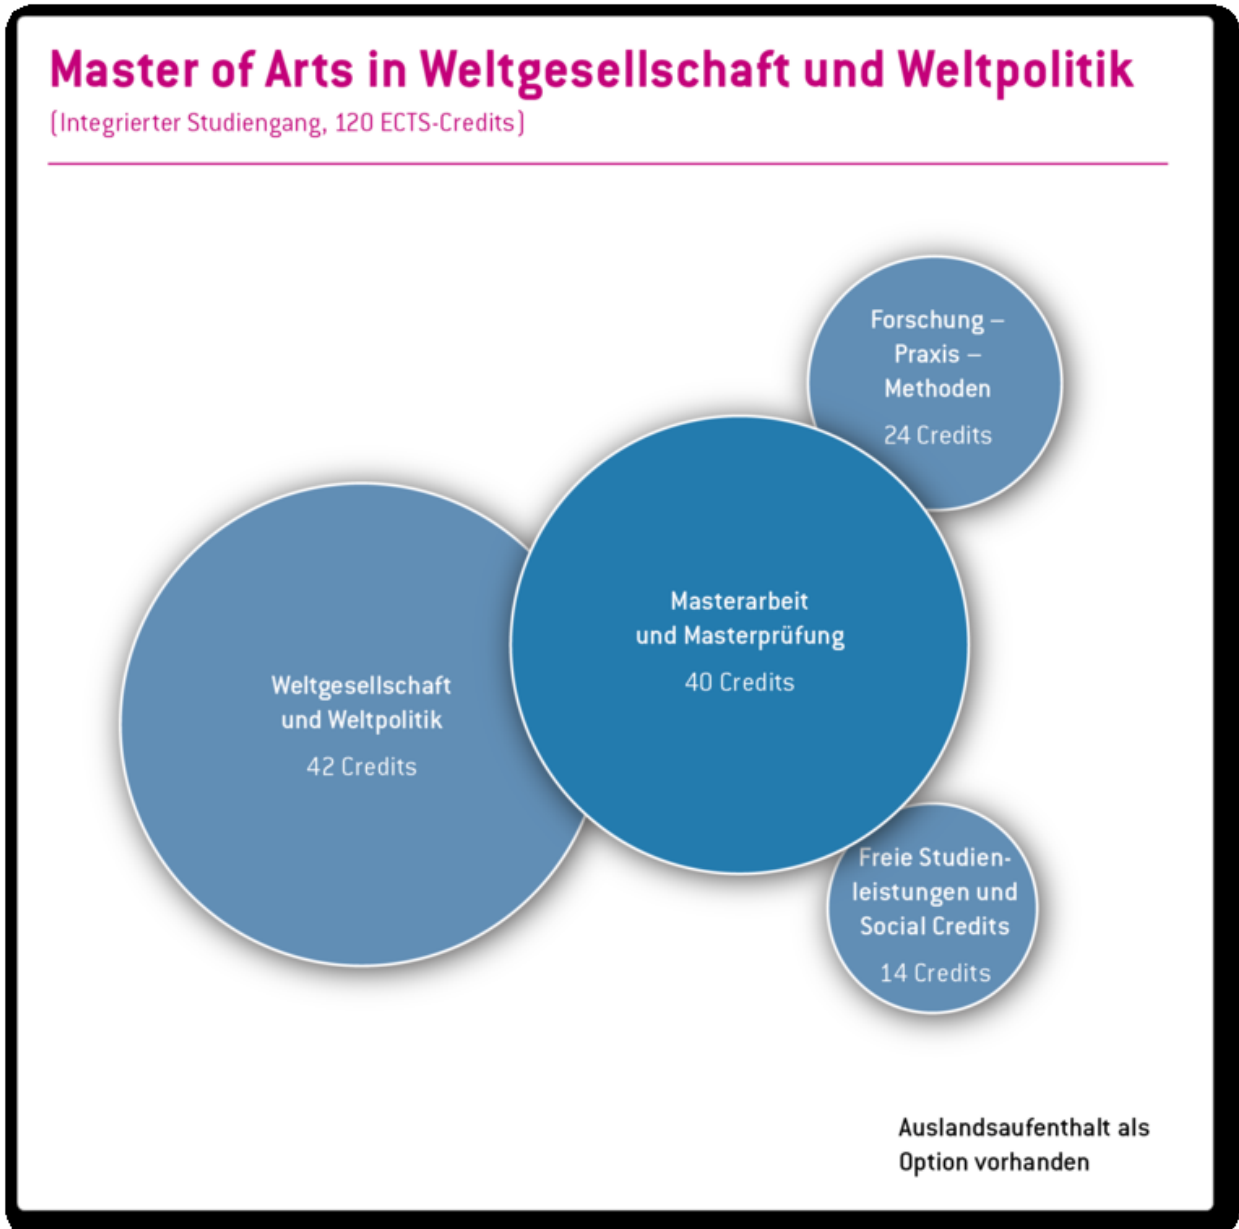 Master of Arts in Weltgesellschaft und Weltpolitik
(Integrierter Studiengang, 120 ECTS-Credits)
Forschung –
Praxis –
Methoden
24 Credits
Masterarbeit
und Masterprüfung
40 Credits
Weltgesellschaft
und Weltpolitik
42 Credits
Freie Studien-
leistungen und
Social Credits
14 Credits
Auslandsaufenthalt als
Option vorhanden